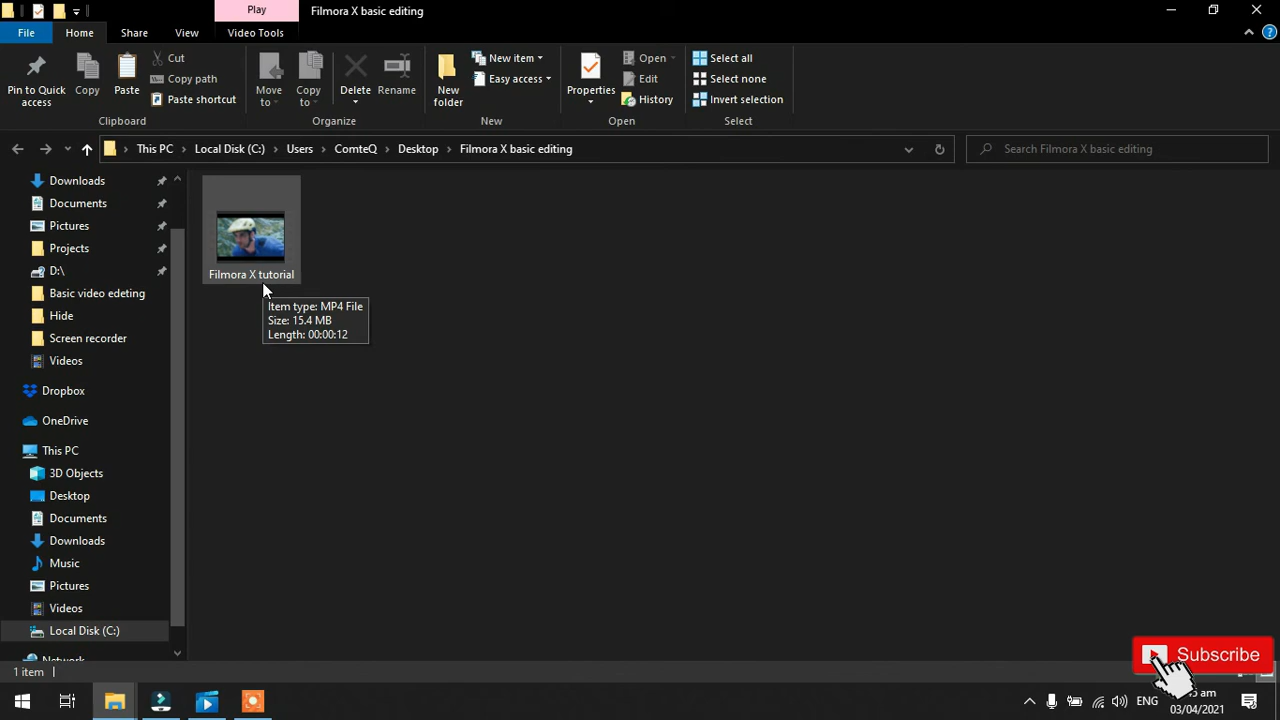 Play
Filmora X basic editing
File
Home
Share
View
Video Tools
Pin to Quick access
Copy
Paste
Cut
Copy path
Paste shortcut
Clipboard
Move to
Copy to
Delete
Rename
Organize
New folder
New item
Easy access
New
Properties
Open
Edit
History
Open
Select all
Select none
Invert selection
Select
This PC
Local Disk (C:)
Users
ComteQ
Desktop
Filmora X basic editing
Search Filmora X basic editing
Downloads
Documents
Pictures
Projects
D:\
Basic video edeting
Hide
Screen recorder
Videos
Dropbox
OneDrive
This PC
3D Objects
Desktop
Documents
Downloads
Music
Pictures
Videos
Local Disk (C:)
Network
Filmora X tutorial
Item type: MP4 File
Size: 15.4 MB
Length: 00:00:12
1 item
Subscribe
ENG
am
03/04/2021